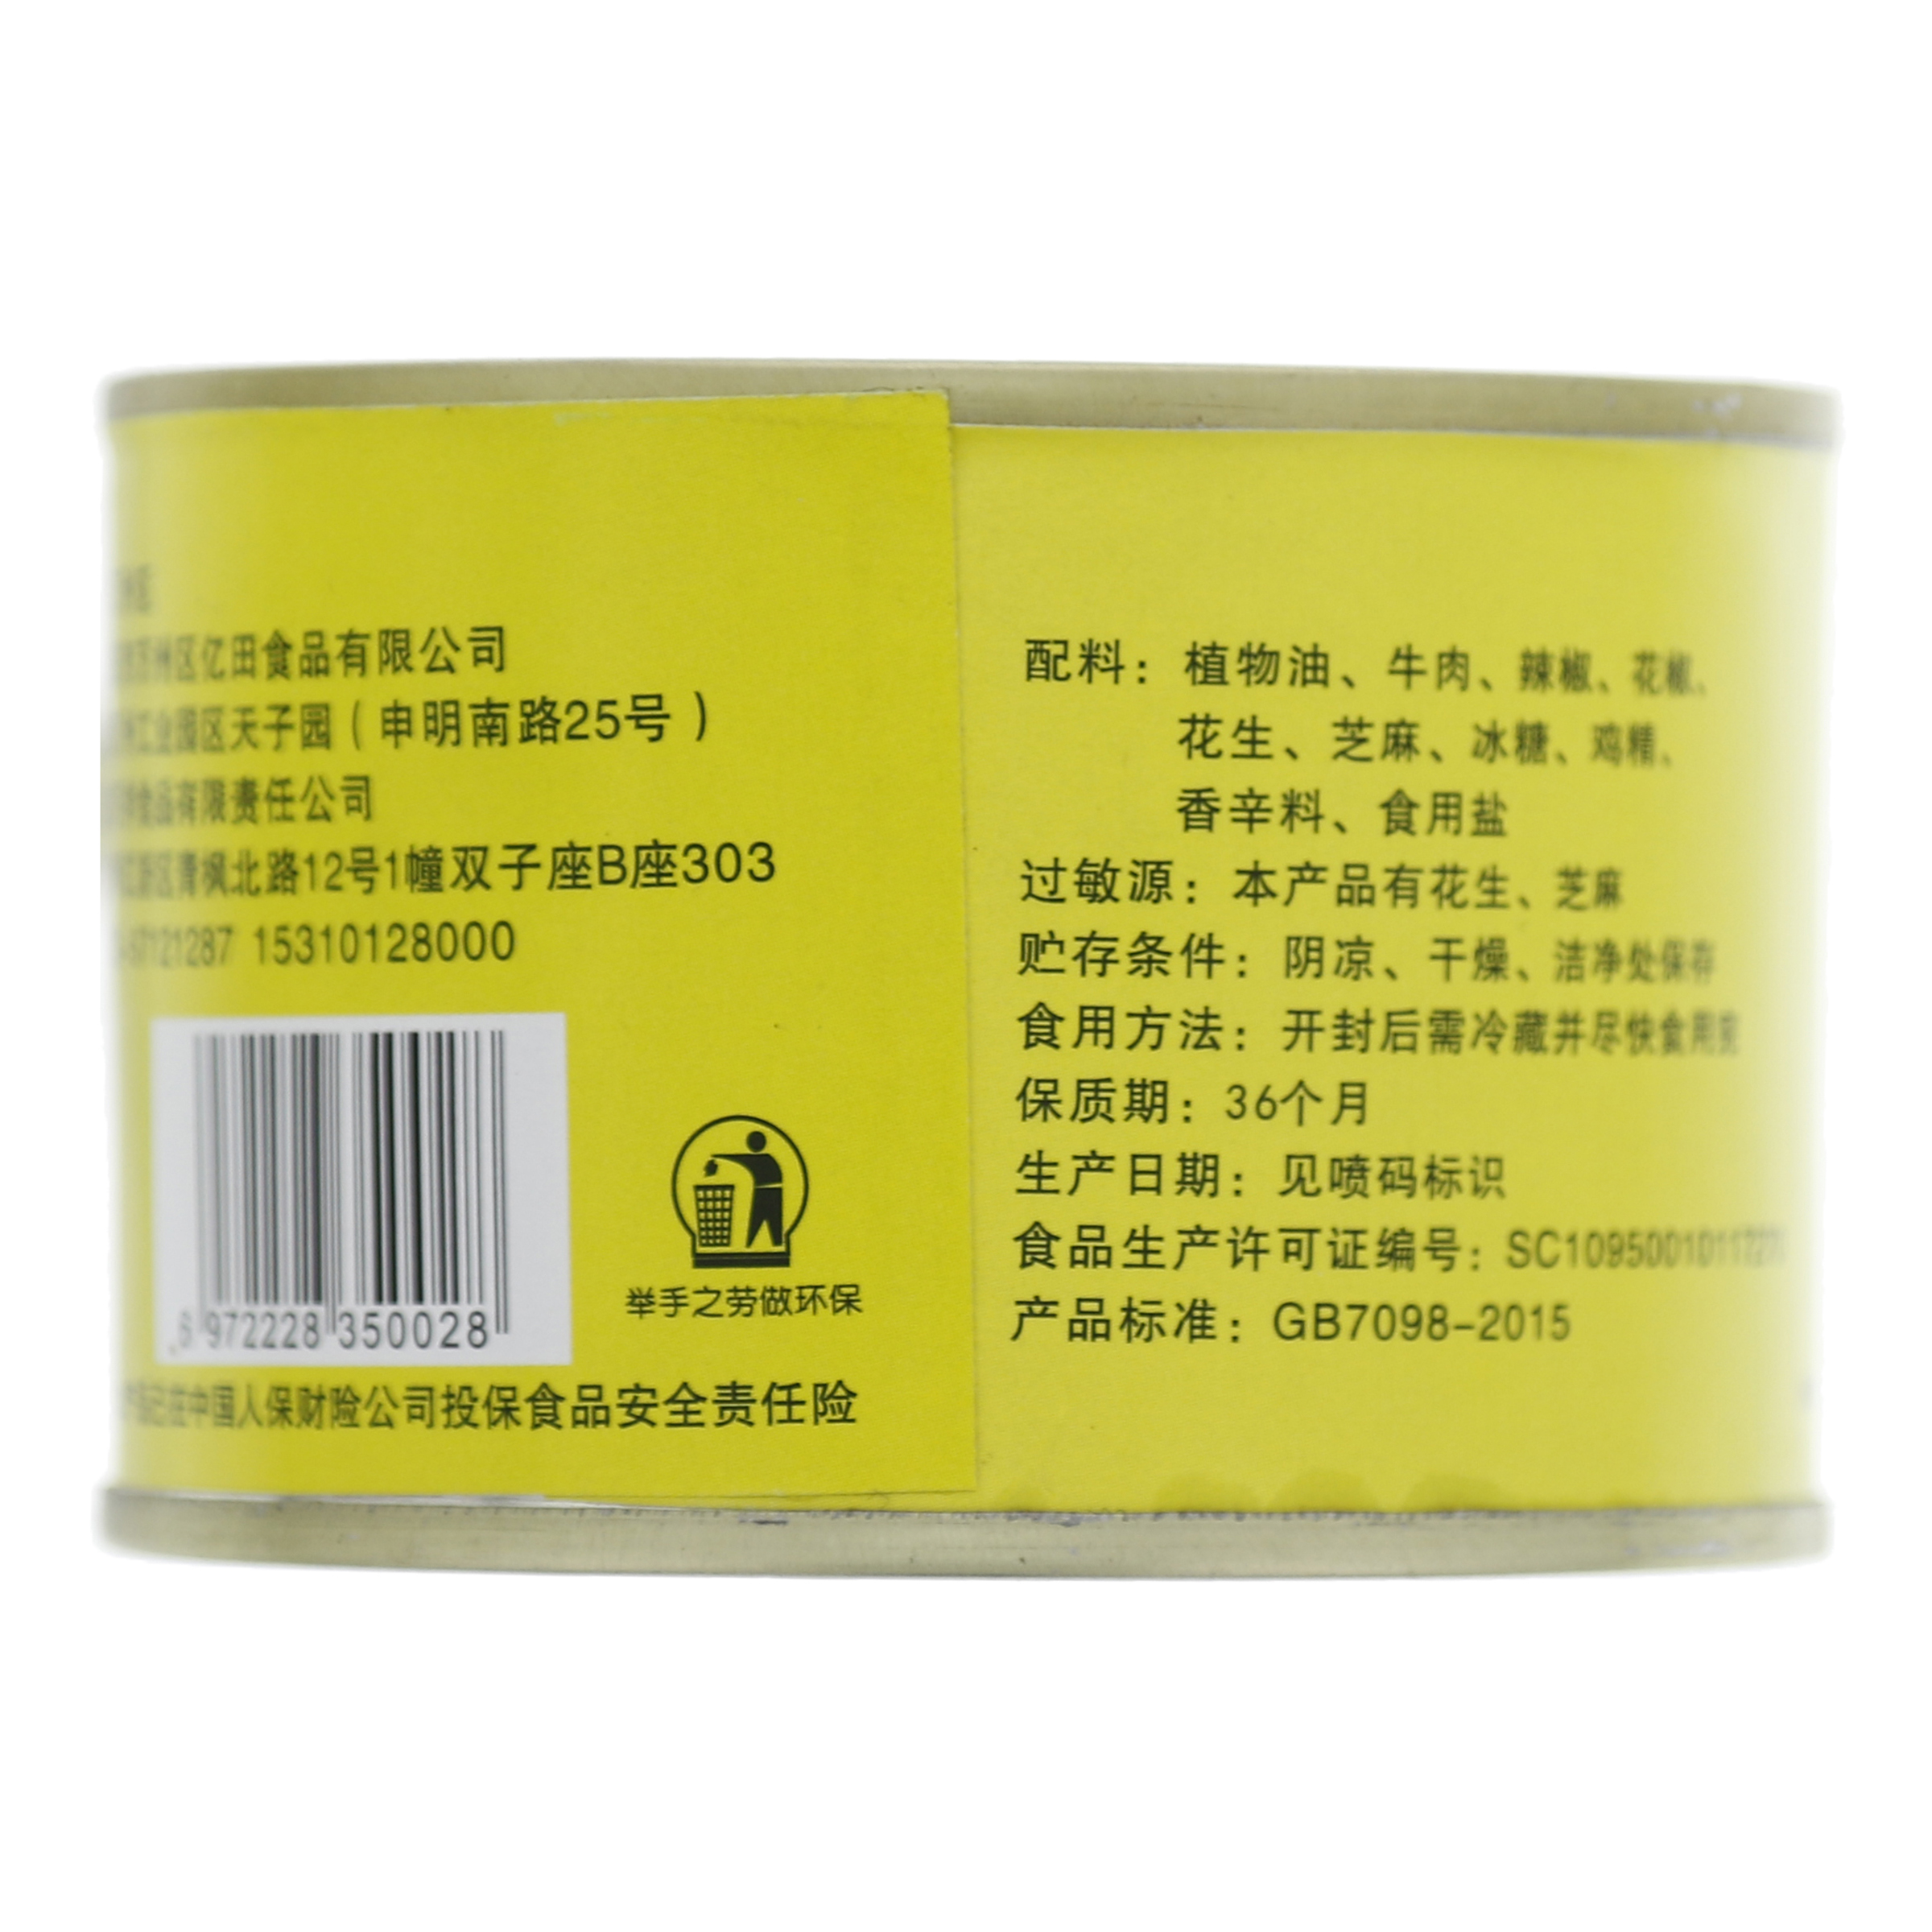 区亿田食品有限公司
工业园区天子园（申明南路25号）
食品有限责任公司
新区青枫北路12号1幢双子座B座303
97121287 15310128000
6 972228 350028
举手之劳做环保
中国人保财险公司投保食品安全责任险
配料：植物油、牛肉、辣椒、花椒、
花生、芝麻、冰糖、鸡精、
香辛料、食用盐
过敏源：本产品有花生、芝麻
贮存条件：阴凉、干燥、洁净处保存
食用方法：开封后需冷藏并尽快食用完
保质期：36个月
生产日期：见喷码标识
食品生产许可证编号：
产品标准：GB7098-2015